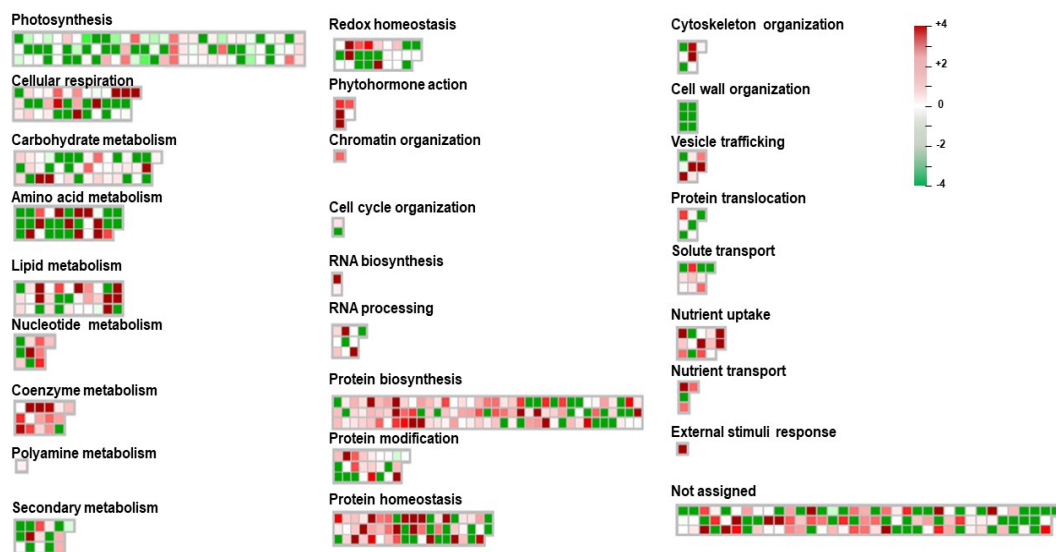 Photosynthesis
Cellular respiration
Carbohydrate metabolism
Amino acid metabolism
Lipid metabolism
Nucleotide metabolism
Coenzyme metabolism
Polyamine metabolism
Secondary metabolism
Redox homeostasis
Phytohormone action
Chromatin organization
Cell cycle organization
RNA biosynthesis
RNA processing
Protein biosynthesis
Protein modification
Protein homeostasis
Cytoskeleton organization
Cell wall organization
Vesicle trafficking
Protein translocation
Solute transport
Nutrient uptake
Nutrient transport
External stimuli response
Not assigned
+4
+2
0
-2
-4